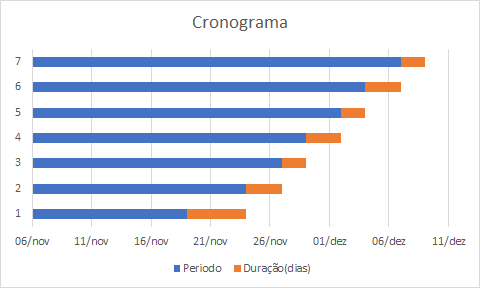 Cronograma
7
6
5
4
3
2
1
06/nov 11/nov 16/nov 21/nov 26/nov 01/dez 06/dez 11/dez
Periodo Duração(dias)